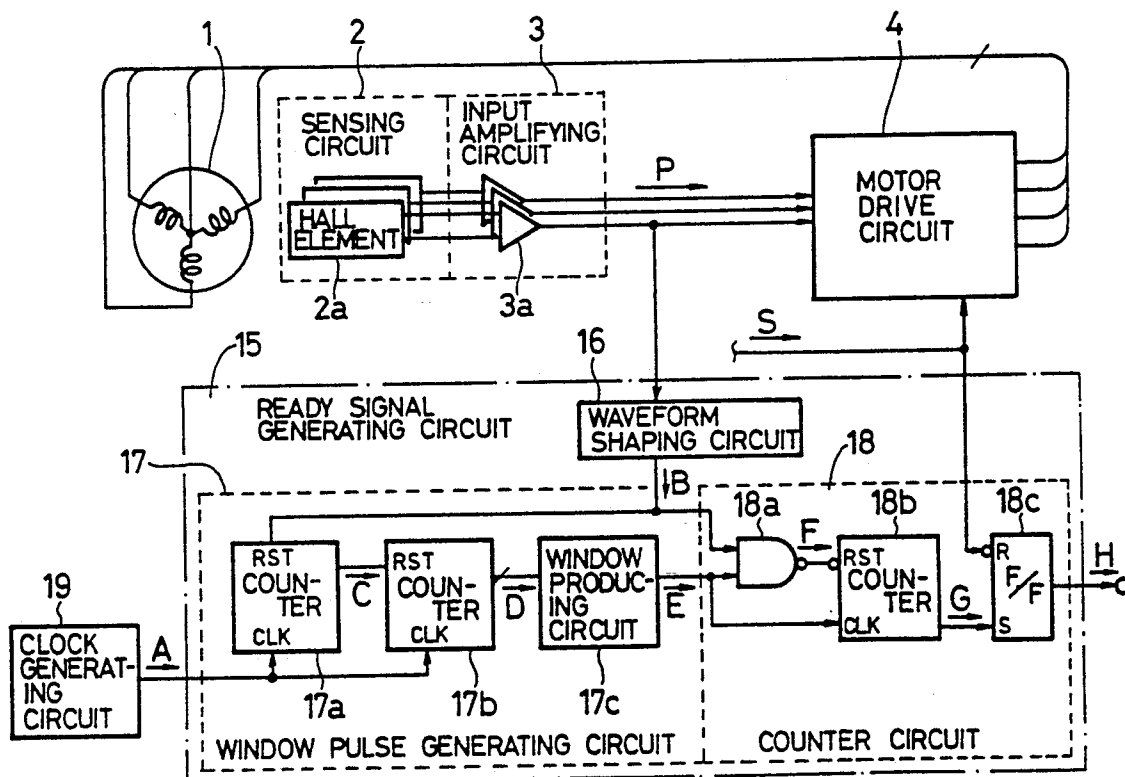 1
2
3
4
SENSING
CIRCUIT
INPUT
AMPLIFYING
CIRCUIT
P
MOTOR
DRIVE
CIRCUIT
HALL
ELEMENT
2a
3a
S
15
16
READY SIGNAL
GENERATING CIRCUIT
WAVEFORM
SHAPING CIRCUIT
17
B
18
18a
18b
18c
RST
COUN-
TER
CLK
C
RST
COUN-
TER
CLK
D
WINDOW
PRODUC-
ING
CIRCUIT
E
F
RST
COUN-
TER
CLK
G
R
F/F
S
H
19
CLOCK
GENERAT-
ING
CIRCUIT
A
17a
17b
17c
WINDOW PULSE GENERATING CIRCUIT
COUNTER CIRCUIT